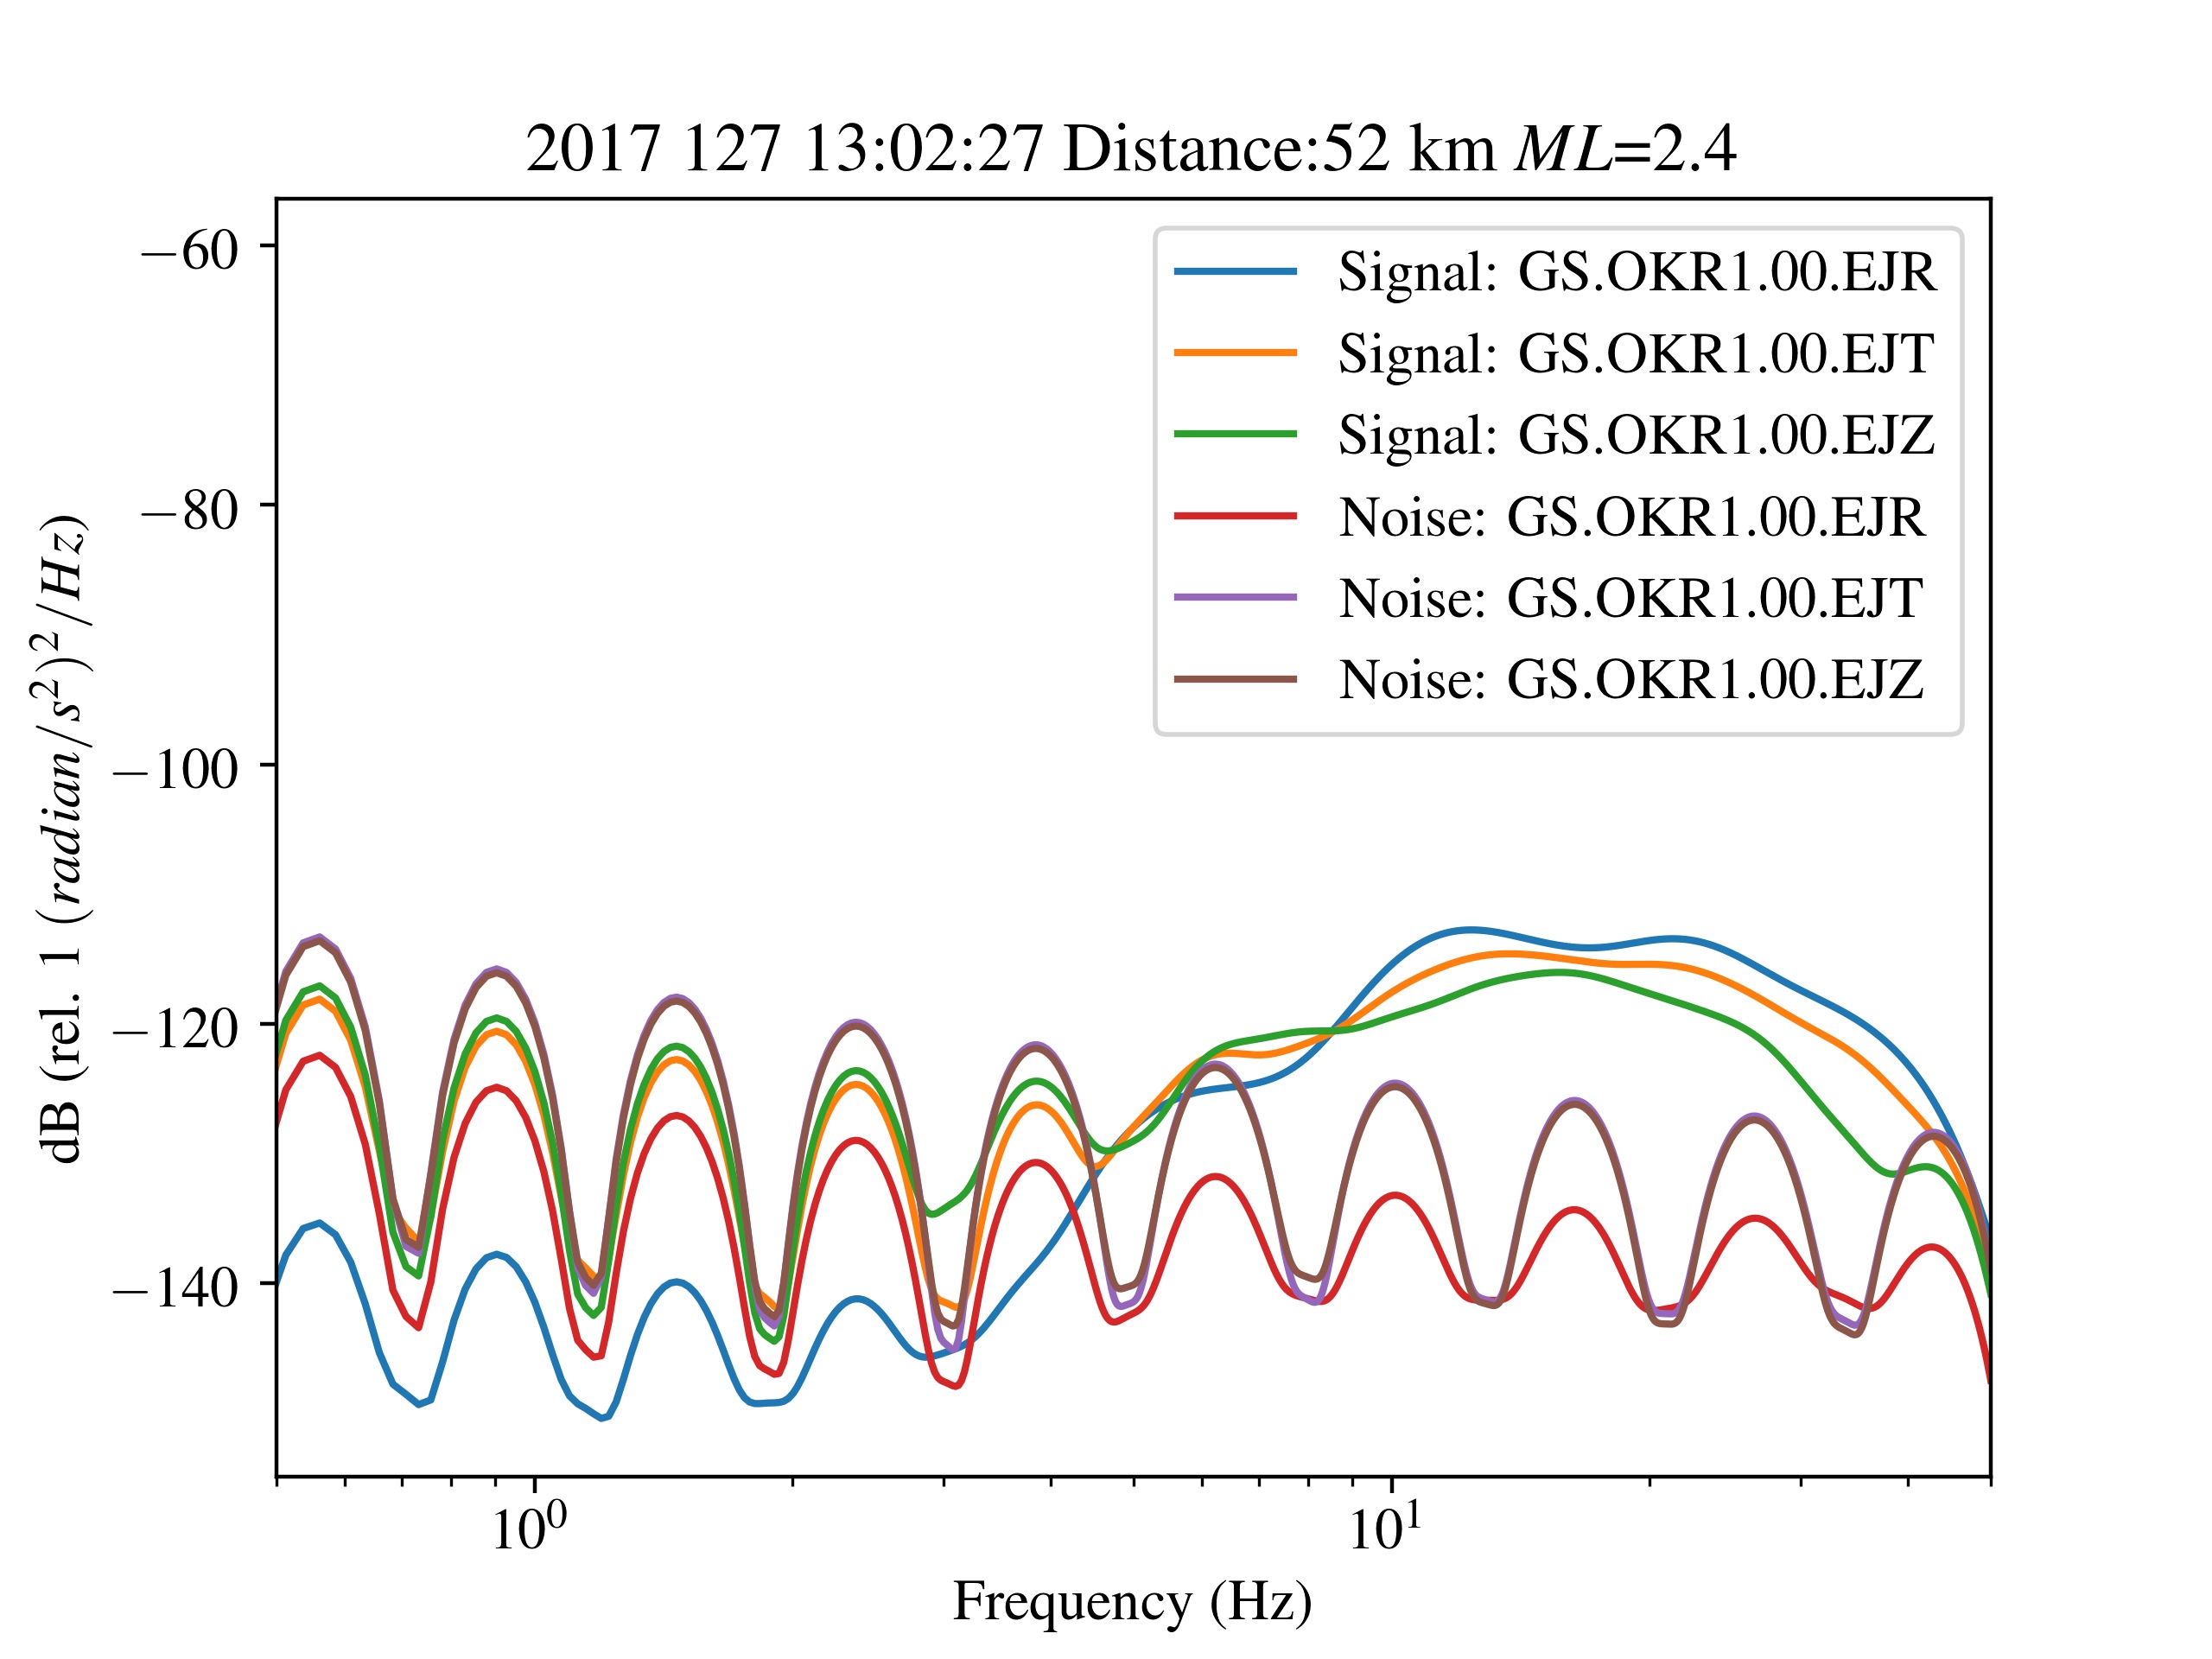 2017 127 13:02:27 Distance:52 km ML=2.4
dB (rel. 1 (radian/s²)²/Hz)
−60
−80
−100
−120
−140
Signal: GS.OKR1.00.EJR
Signal: GS.OKR1.00.EJT
Signal: GS.OKR1.00.EJZ
Noise: GS.OKR1.00.EJR
Noise: GS.OKR1.00.EJT
Noise: GS.OKR1.00.EJZ
10⁰ 10¹
Frequency (Hz)